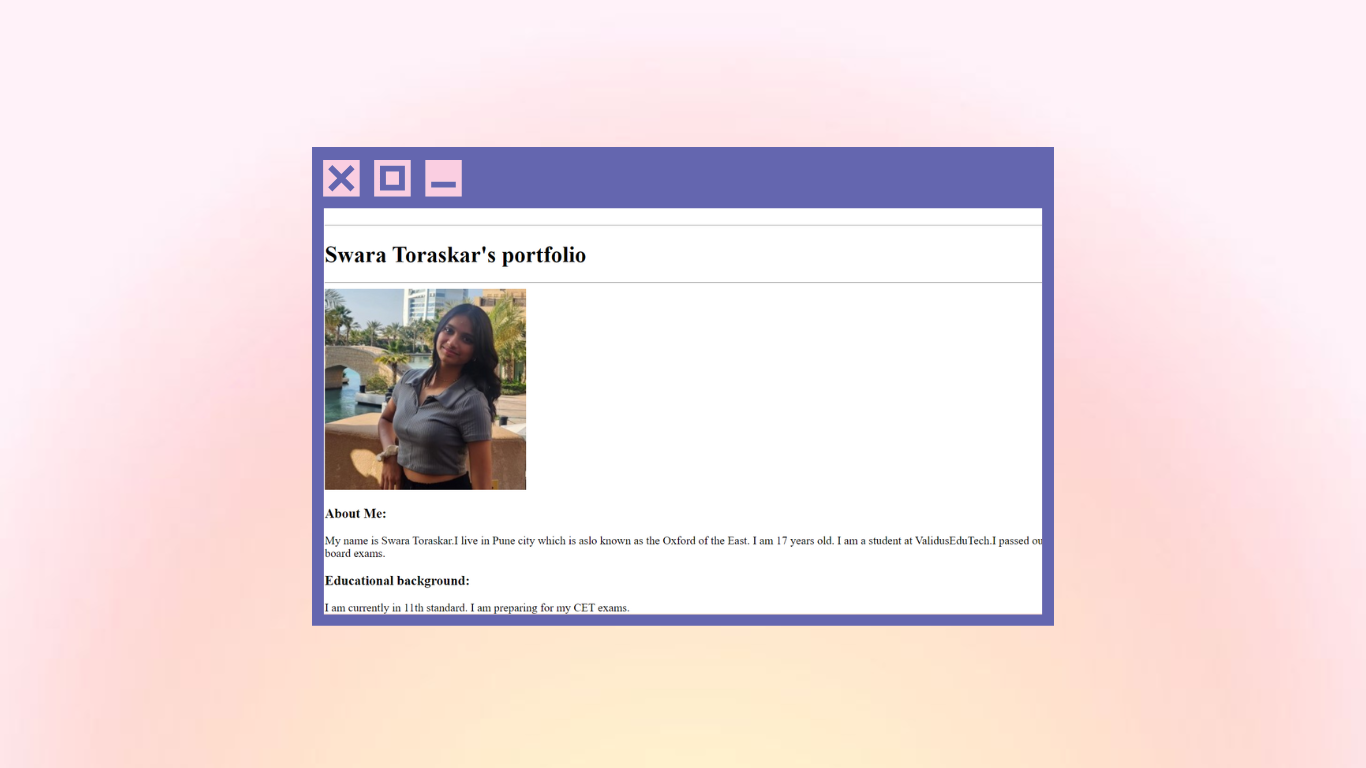 Swara Toraskar's portfolio
About Me:
My name is Swara Toraskar.I live in Pune city which is aslo known as the Oxford of the East. I am 17 years old. I am a student at ValidusEduTech.I passed
board exams.
Educational background:
I am currently in 11th standard. I am preparing for my CET exams.